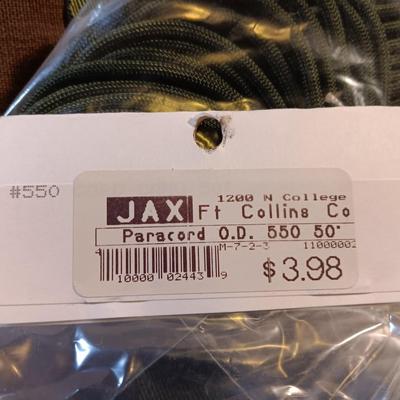 #550
1200 N College
JAX Ft Collins Co
Paracord O.D. 550 50'
M-7-2-3 11000002
4 10000 02443 9
$3.98